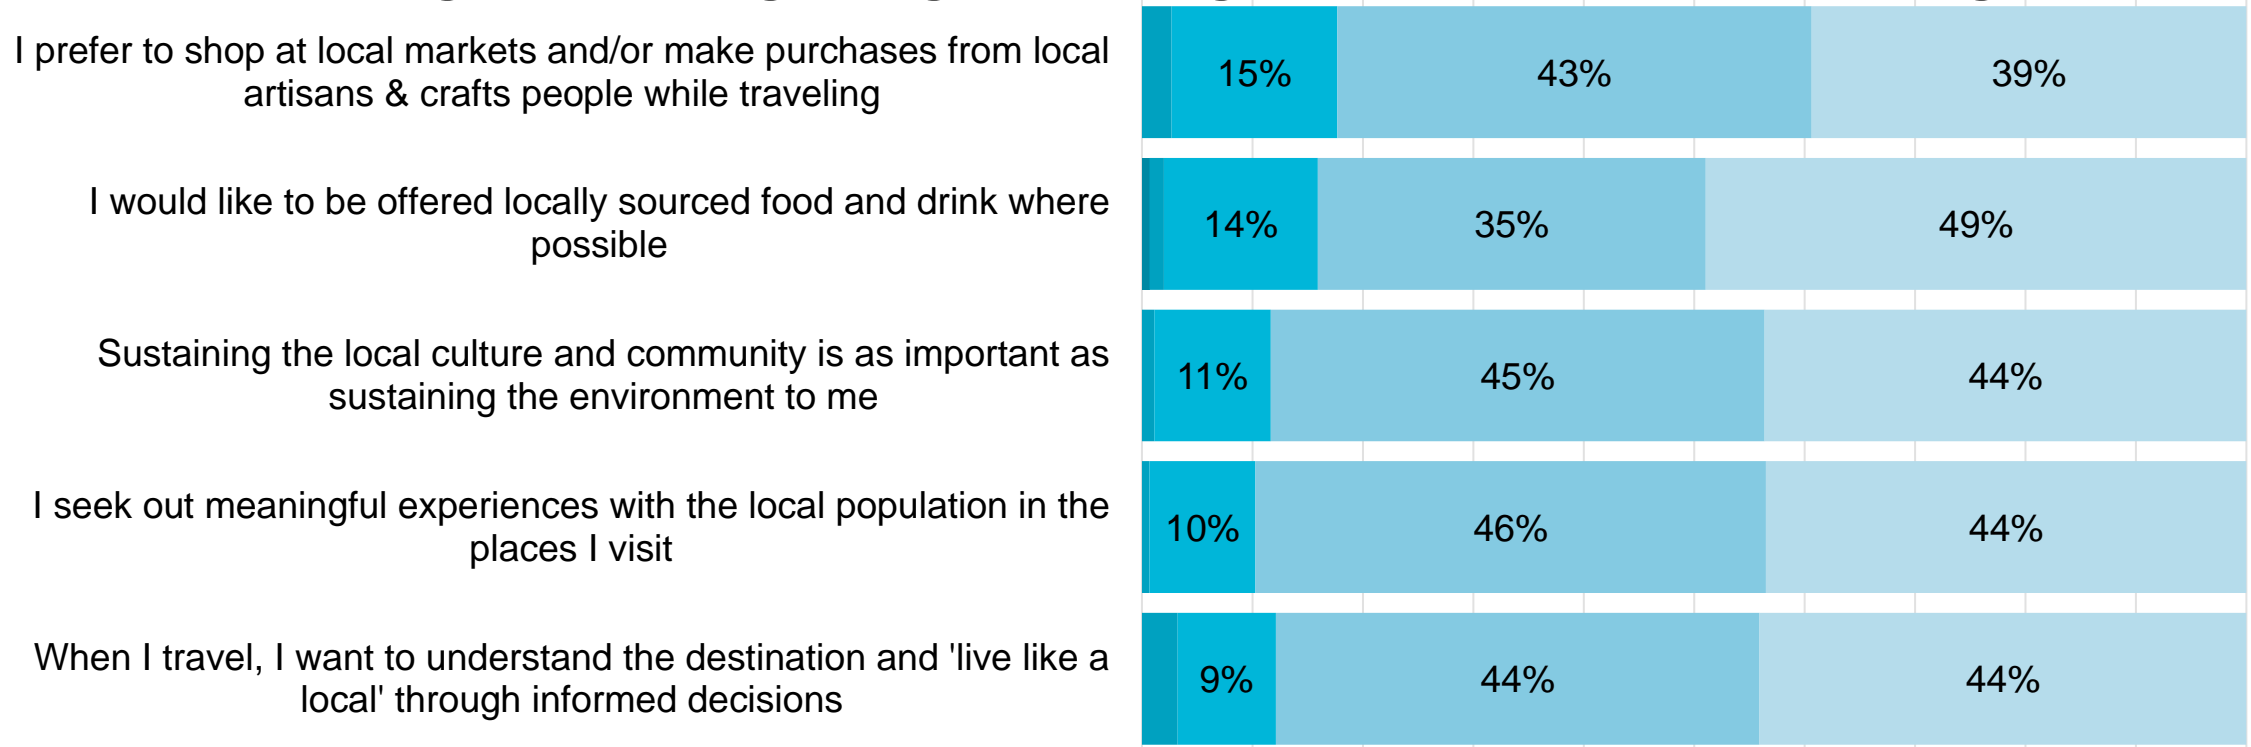 I prefer to shop at local markets and/or make purchases from local
artisans & crafts people while traveling
15%
43%
39%
I would like to be offered locally sourced food and drink where
possible
14%
35%
49%
Sustaining the local culture and community is as important as
sustaining the environment to me
11%
45%
44%
I seek out meaningful experiences with the local population in the
places I visit
10%
46%
44%
When I travel, I want to understand the destination and 'live like a
local' through informed decisions
9%
44%
44%